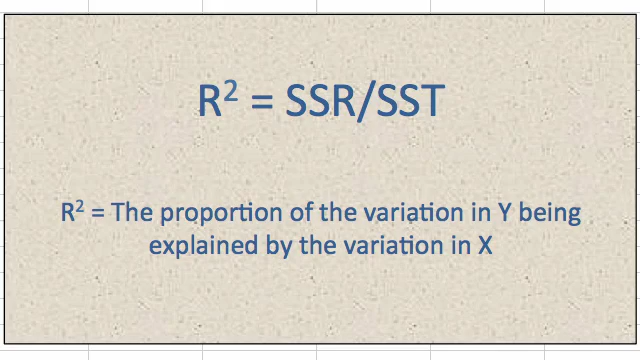 R² = SSR/SST
R² = The proportion of the variation in Y being
explained by the variation in X